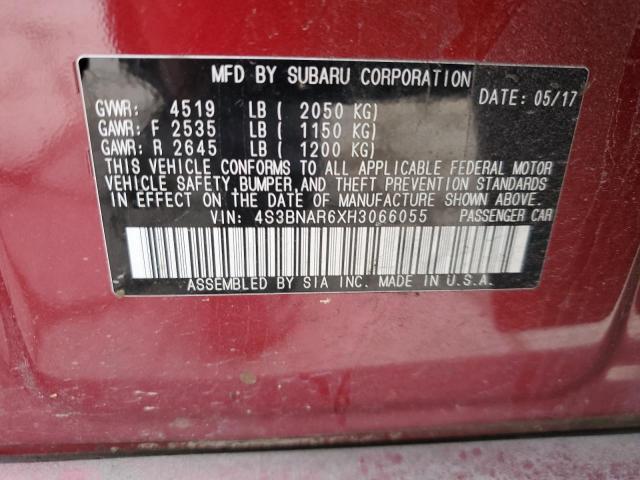 MFD BY SUBARU CORPORATION
DATE: 05/17
GVWR: 4519 LB ( 2050 KG)
GAWR: F 2535 LB ( 1150 KG)
GAWR: R 2645 LB ( 1200 KG)
THIS VEHICLE CONFORMS TO ALL APPLICABLE FEDERAL MOTOR
VEHICLE SAFETY, BUMPER, AND THEFT PREVENTION STANDARDS
IN EFFECT ON THE DATE OF MANUFACTURE SHOWN ABOVE.
VIN: 4S3BNAR6XH3066055 PASSENGER CAR
ASSEMBLED BY SIA INC. MADE IN U.S.A.